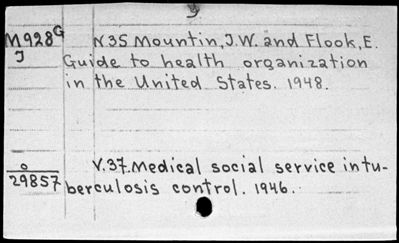 M928G N35 Mountin, J.W. and Flook, E.
J Guide to health organization
in the United States. 1948.
o V.37. Medical social service in tu-
29857 berculosis control. 1946.